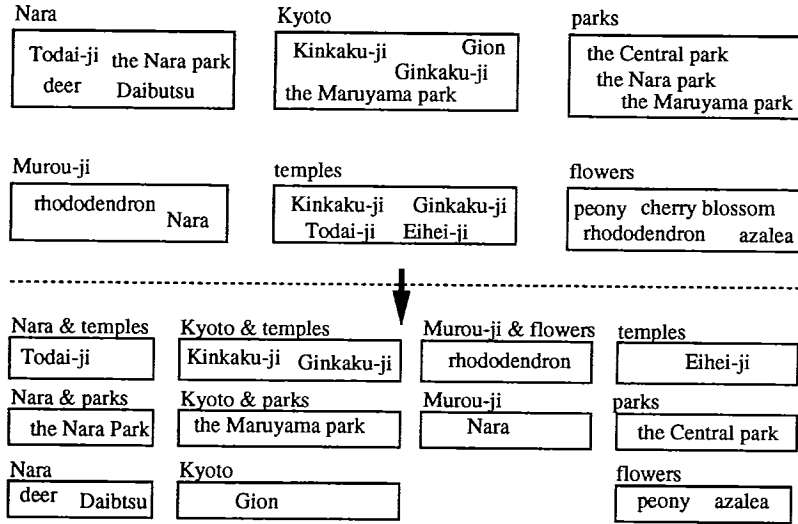 Nara
Todai-ji the Nara park
deer Daibutsu
Kyoto
Kinkaku-ji Gion
Ginkaku-ji
the Maruyama park
parks
the Central park
the Nara park
the Maruyama park
Murou-ji
rhododendron
Nara
temples
Kinkaku-ji Ginkaku-ji
Todai-ji Eihei-ji
flowers
peony cherry blossom
rhododendron azalea
Nara & temples
Todai-ji
Kyoto & temples
Kinkaku-ji Ginkaku-ji
Murou-ji & flowers
rhododendron
temples
Eihei-ji
Nara & parks
the Nara Park
Kyoto & parks
the Maruyama park
Murou-ji
Nara
parks
the Central park
Nara
deer Daibtsu
Kyoto
Gion
flowers
peony azalea